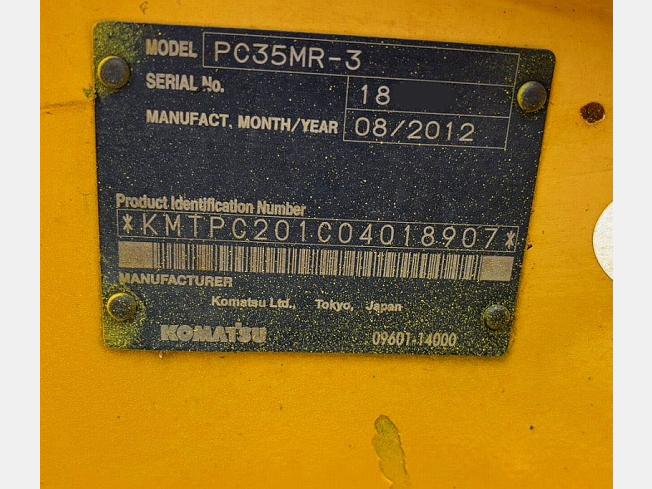 MODEL PC35MR-3
SERIAL No. 18
MANUFACT. MONTH/YEAR 08/2012
Product Identification Number
*KMTPC201C04018907*
MANUFACTURER
Komatsu Ltd., Tokyo, Japan
KOMATSU 09601-14000